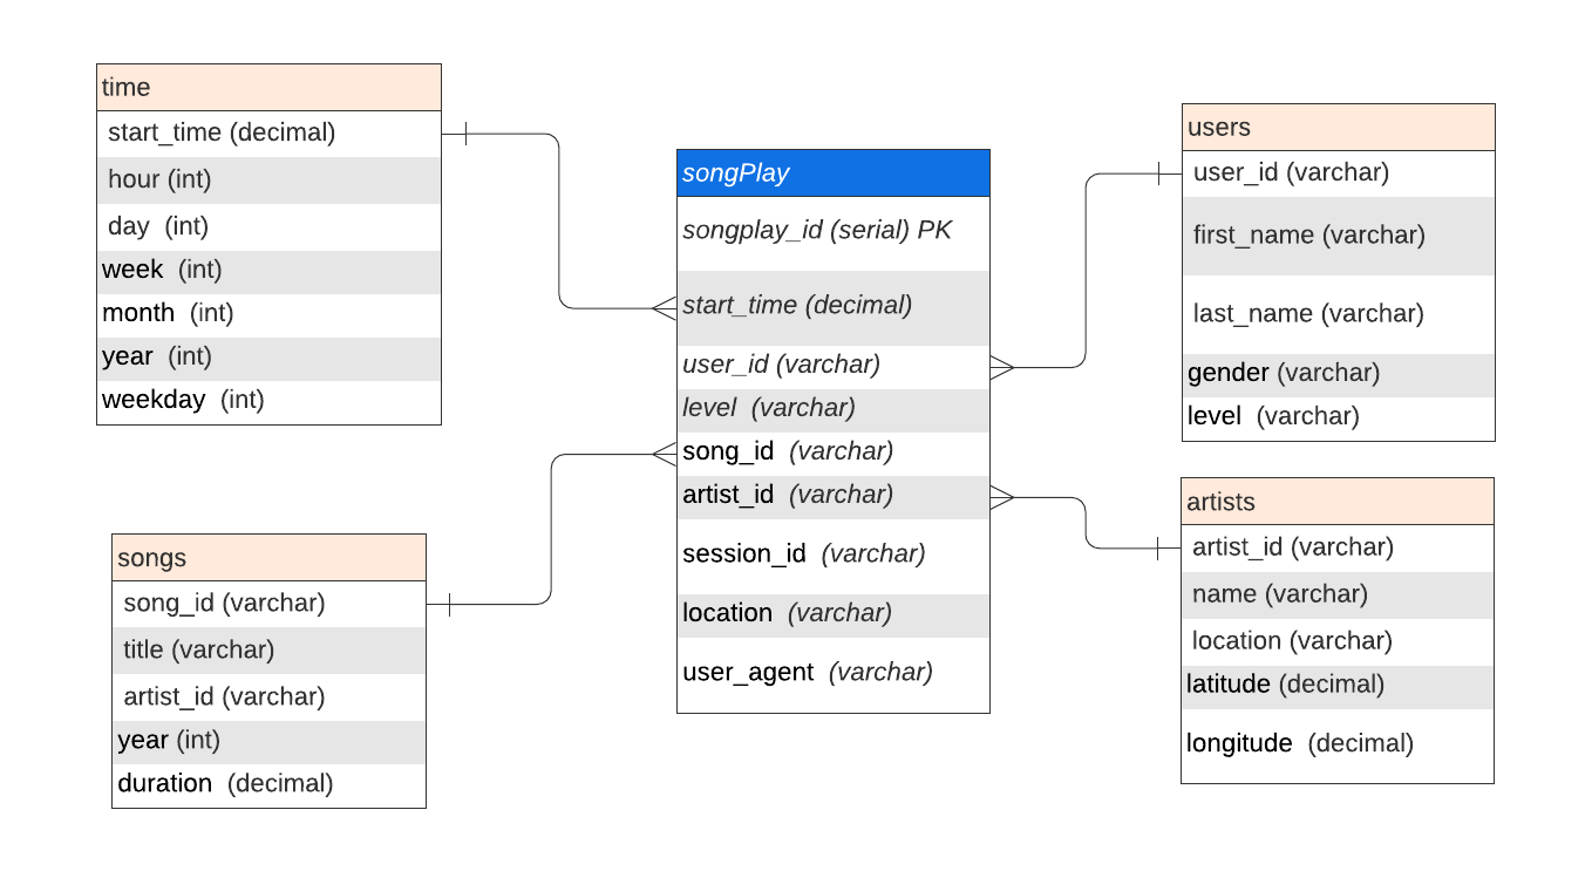 time
start_time (decimal)
hour (int)
day (int)
week (int)
month (int)
year (int)
weekday (int)
songs
song_id (varchar)
title (varchar)
artist_id (varchar)
year (int)
duration (decimal)
songPlay
songplay_id (serial) PK
start_time (decimal)
user_id (varchar)
level (varchar)
song_id (varchar)
artist_id (varchar)
session_id (varchar)
location (varchar)
user_agent (varchar)
users
user_id (varchar)
first_name (varchar)
last_name (varchar)
gender (varchar)
level (varchar)
artists
artist_id (varchar)
name (varchar)
location (varchar)
latitude (decimal)
longitude (decimal)